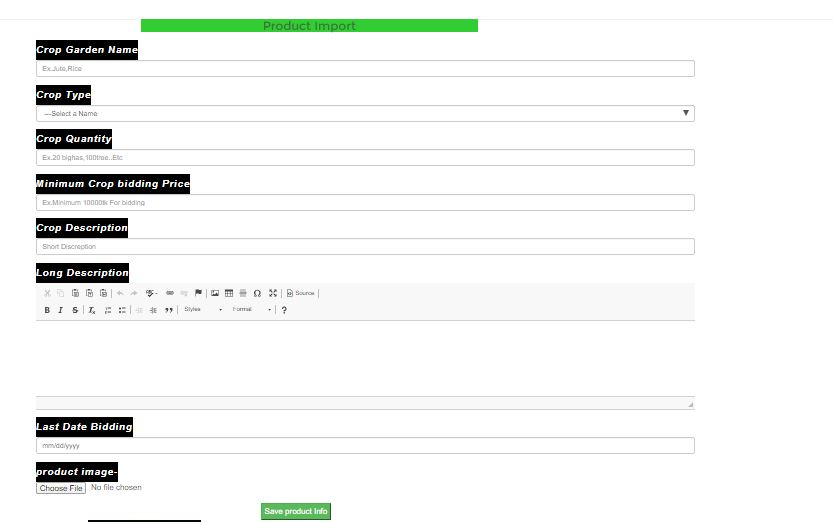 Product Import
Crop Garden Name
Ex.Jute,Rice
Crop Type
---Select a Name
Crop Quantity
Ex.20 bighas,100tree..Etc
Minimum Crop bidding Price
Ex.Minimum 10000tk For bidding
Crop Description
Short Discreption
Long Description
Source
B I S Ix Styles Format ?
Last Date Bidding
mm/dd/yyyy
product image-
Choose File No file chosen
Save product Info